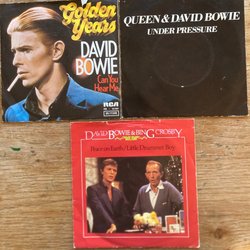 Golden Years
DAVID
BOWIE
Can You
Hear Me
RCA
QUEEN & DAVID BOWIE
UNDER PRESSURE
DAVID BOWIE & BING CROSBY
Peace on Earth/Little Drummer Boy